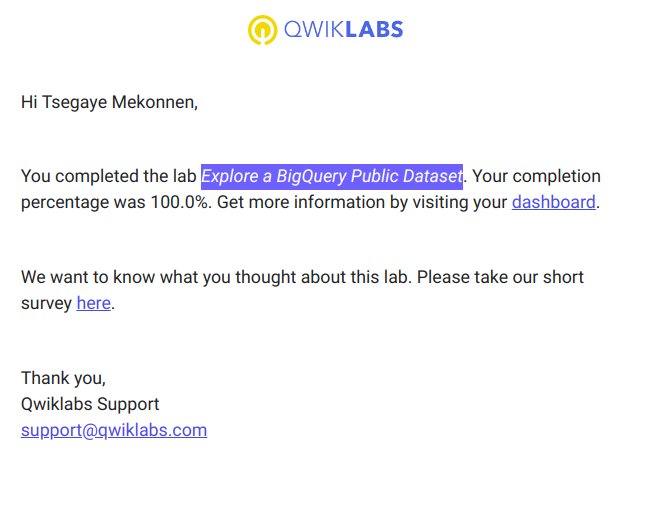 QWIKLABS
Hi Tsegaye Mekonnen,
You completed the lab Explore a BigQuery Public Dataset. Your completion
percentage was 100.0%. Get more information by visiting your dashboard.
We want to know what you thought about this lab. Please take our short
survey here.
Thank you,
Qwiklabs Support
support@qwiklabs.com